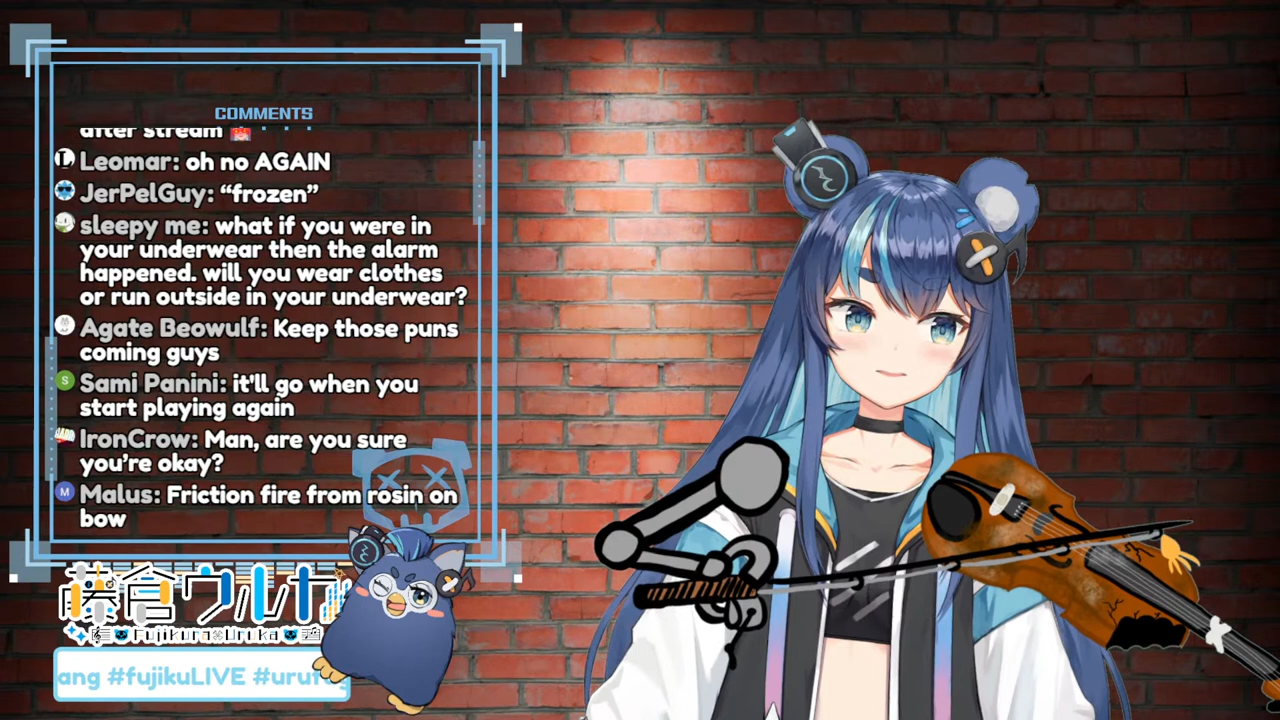 COMMENTS
after stream
Leomar: oh no AGAIN
JerPelGuy: “frozen”
sleepy me: what if you were in
your underwear then the alarm
happened. will you wear clothes
or run outside in your underwear?
Agate Beowulf: Keep those puns
coming guys
S
Sami Panini: it'll go when you
start playing again
IronCrow: Man, are you sure
you're okay?
M
Malus: Friction fire from rosin on
bow
藤倉ウルカ
Fujikura Uruka
ang #fujikuLIVE #uruf